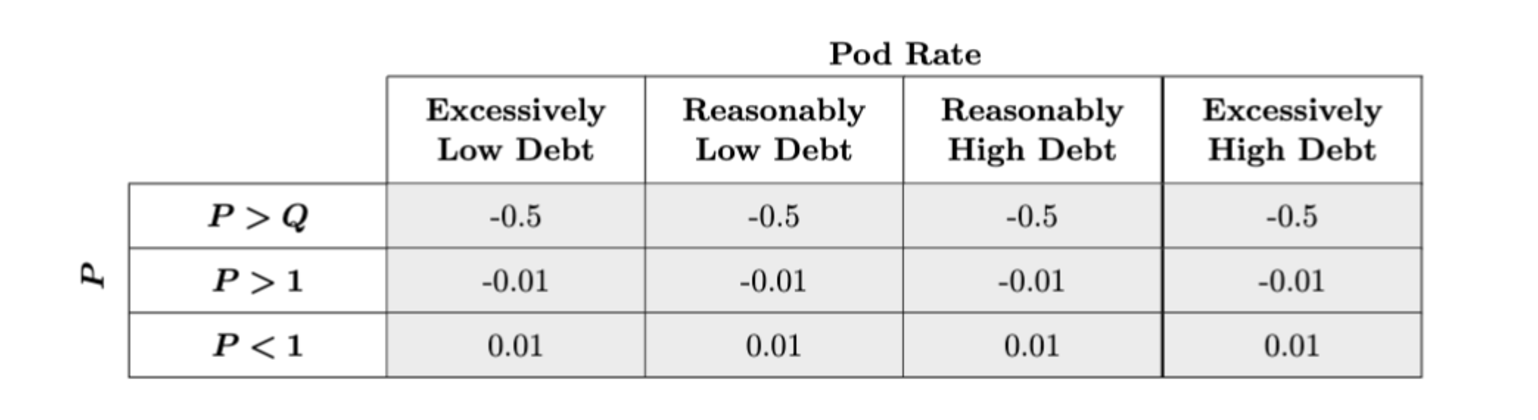 Pod Rate
Excessively Low Debt Reasonably Low Debt Reasonably High Debt Excessively High Debt
P > Q -0.5 -0.5 -0.5 -0.5
P
P > 1 -0.01 -0.01 -0.01 -0.01
P < 1 0.01 0.01 0.01 0.01